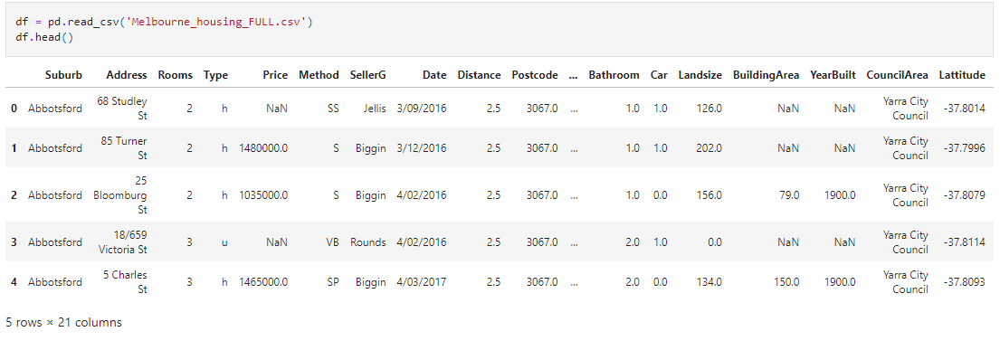 df = pd.read_csv('Melbourne_housing_FULL.csv')
df.head()
Suburb Address Rooms Type Price Method SellerG Date Distance Postcode ... Bathroom Car Landsize BuildingArea YearBuilt CouncilArea Lattitude
0 Abbotsford 68 Studley St 2 h NaN SS Jellis 3/09/2016 2.5 3067.0 ... 1.0 1.0 126.0 NaN NaN Yarra City Council -37.8014
1 Abbotsford 85 Turner St 2 h 1480000.0 S Biggin 3/12/2016 2.5 3067.0 ... 1.0 1.0 202.0 NaN NaN Yarra City Council -37.7996
2 Abbotsford 25 Bloomburg St 2 h 1035000.0 S Biggin 4/02/2016 2.5 3067.0 ... 1.0 0.0 156.0 79.0 1900.0 Yarra City Council -37.8079
3 Abbotsford 18/659 Victoria St 3 u NaN VB Rounds 4/02/2016 2.5 3067.0 ... 2.0 1.0 0.0 NaN NaN Yarra City Council -37.8114
4 Abbotsford 5 Charles St 3 h 1465000.0 SP Biggin 4/03/2017 2.5 3067.0 ... 2.0 0.0 134.0 150.0 1900.0 Yarra City Council -37.8093
5 rows × 21 columns